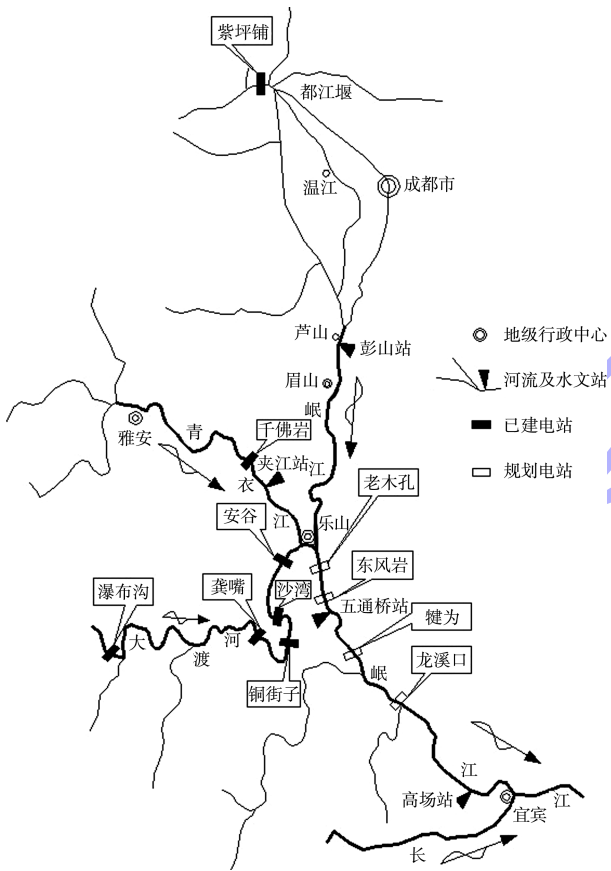 紫坪铺
都江堰
温江
成都市
芦山
彭山站
地级行政中心
眉山
河流及水文站
岷
江
千佛岩
已建电站
雅安
青
衣
江
夹江站
老木孔
规划电站
安谷
乐山
东风岩
瀑布沟
龚嘴
沙湾
五通桥站
犍为
大
渡
河
铜街子
岷
江
龙溪口
高场站
宜宾
长
江